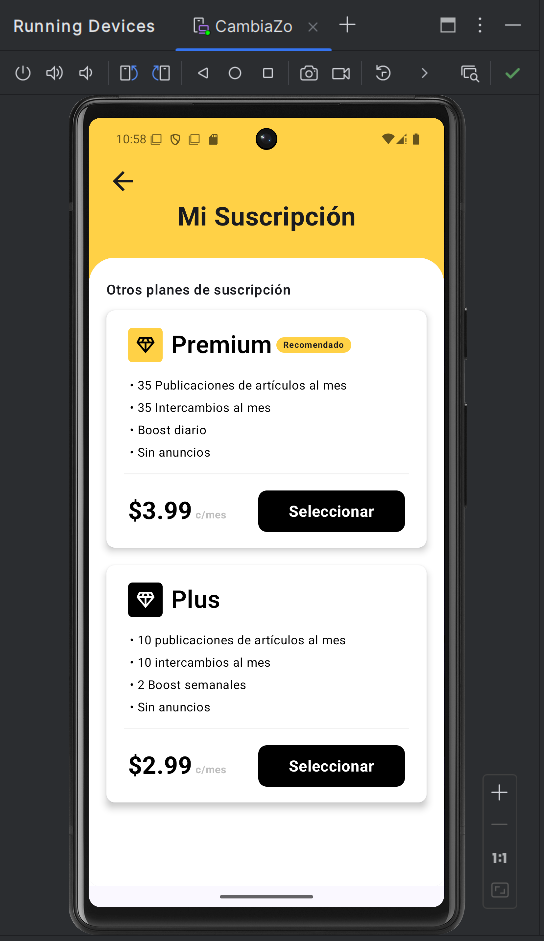 Running Devices
CambiaZo
10:58
Mi Suscripción
Otros planes de suscripción
Premium Recomendado
• 35 Publicaciones de artículos al mes
• 35 Intercambios al mes
• Boost diario
• Sin anuncios
$3.99 c/mes Seleccionar
Plus
• 10 publicaciones de artículos al mes
• 10 intercambios al mes
• 2 Boost semanales
• Sin anuncios
$2.99 c/mes Seleccionar
1:1